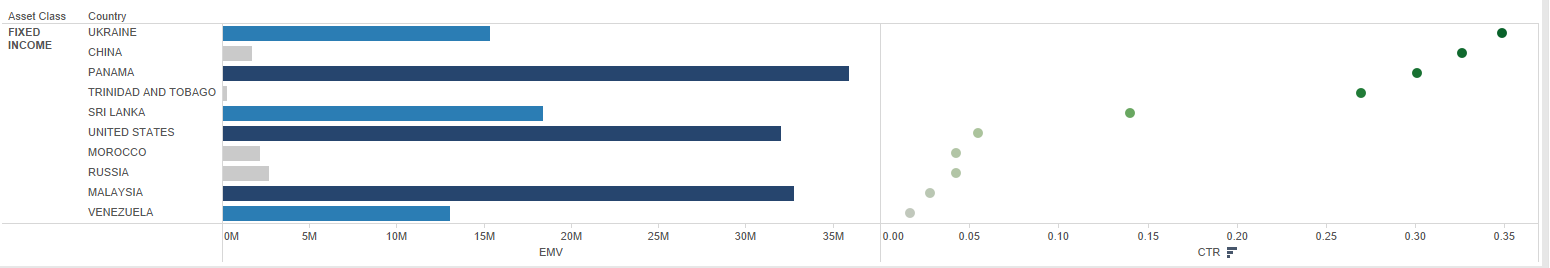 Asset Class Country
FIXED INCOME UKRAINE
CHINA
PANAMA
TRINIDAD AND TOBAGO
SRI LANKA
UNITED STATES
MOROCCO
RUSSIA
MALAYSIA
VENEZUELA
0M 5M 10M 15M 20M 25M 30M 35M 0.00 0.05 0.10 0.15 0.20 0.25 0.30 0.35
EMV CTR